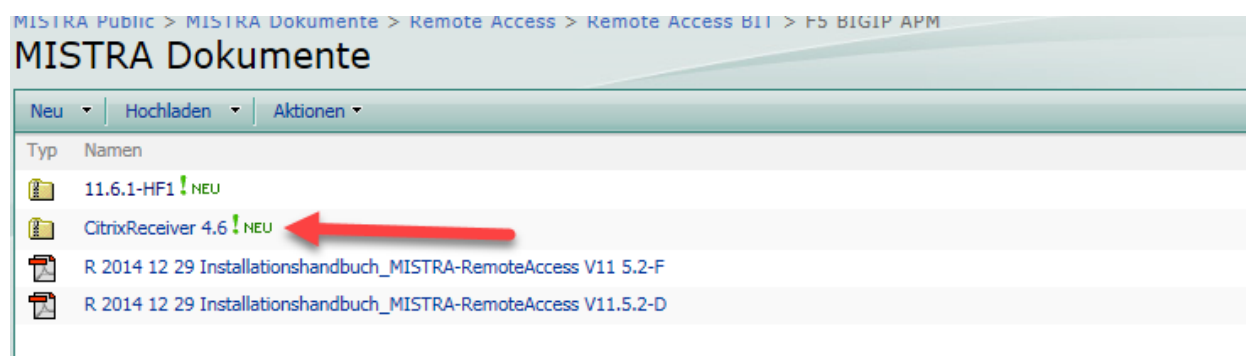 MISTRA Public > MISTRA Dokumente > Remote Access > Remote Access BIT > F5 BIGIP APM
MISTRA Dokumente
Neu Hochladen Aktionen
Typ Namen
11.6.1-HF1 ! NEU
CitrixReceiver 4.6 ! NEU
R 2014 12 29 Installationshandbuch_MISTRA-RemoteAccess V11 5.2-F
R 2014 12 29 Installationshandbuch_MISTRA-RemoteAccess V11.5.2-D